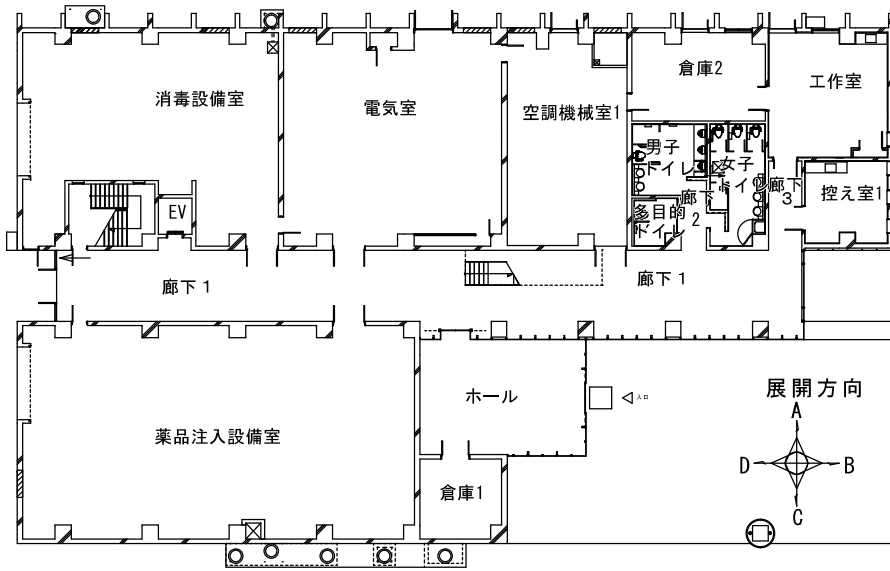 消毒設備室
電気室
空調機械室1
倉庫2
工作室
男子
トイレ
女子
トイレ
廊下
3
控え室1
EV
多目的
トイレ
廊下
2
廊下1
廊下1
ホール
入口
展開方向
A
D
B
C
薬品注入設備室
倉庫1